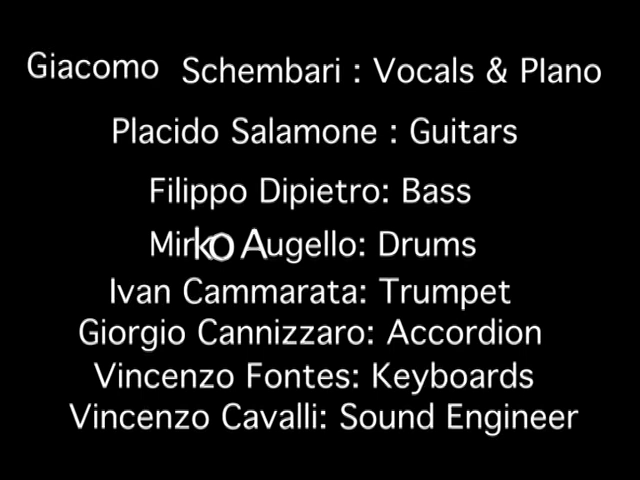 Giacomo Schembari : Vocals & Plano
Placido Salamone : Guitars
Filippo Dipietro: Bass
Mirko Augello: Drums
Ivan Cammarata: Trumpet
Giorgio Cannizzaro: Accordion
Vincenzo Fontes: Keyboards
Vincenzo Cavalli: Sound Engineer